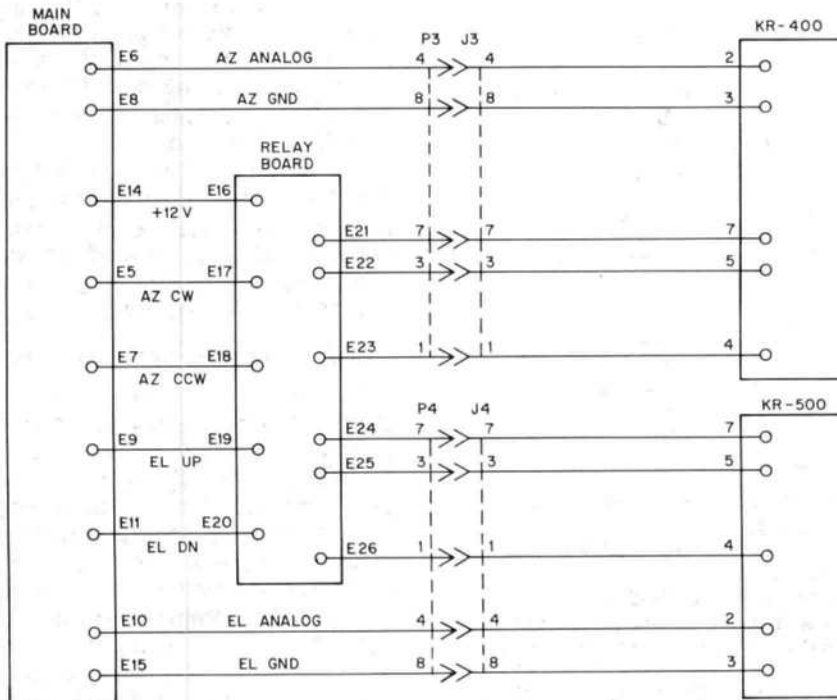 MAIN
BOARD
P3 J3
KR-400
E6 AZ ANALOG 4 4 2
E8 AZ GND 8 8 3
RELAY
BOARD
E14 E16
+12V
E21 7 7 7
E22 3 3 5
E5 E17
AZ CW
E23 1 1 4
E7 E18
AZ CCW
P4 J4
KR-500
E24 7 7 7
E9 E19
EL UP
E25 3 3 5
E11 E20
EL DN
E26 1 1 4
E10 EL ANALOG 4 4 2
E15 EL GND 8 8 3